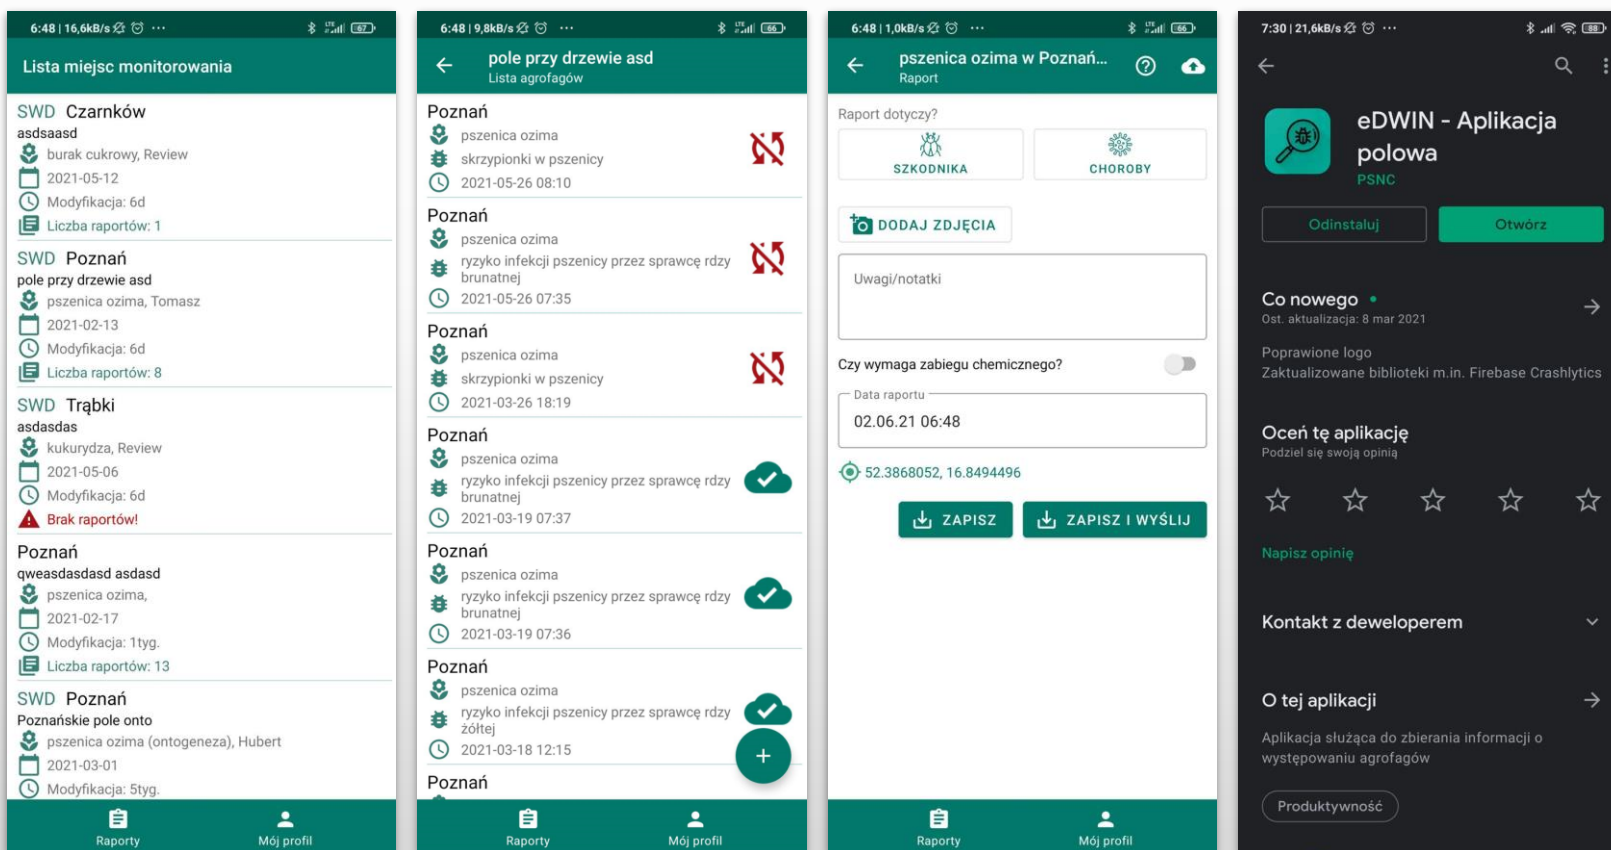 6:48 | 16,6kB/s
67
Lista miejsc monitorowania
SWD Czarnków
asdsaasd
burak cukrowy, Review
2021-05-12
Modyfikacja: 6d
Liczba raportów: 1
SWD Poznań
pole przy drzewie asd
pszenica ozima, Tomasz
2021-02-13
Modyfikacja: 6d
Liczba raportów: 8
SWD Trąbki
asdasdas
kukurydza, Review
2021-05-06
Modyfikacja: 6d
Brak raportów!
Poznań
qweasdasdasd asdasd
pszenica ozima,
2021-02-17
Modyfikacja: 1tyg.
Liczba raportów: 13
SWD Poznań
Poznańskie pole onto
pszenica ozima (ontogeneza), Hubert
2021-03-01
Modyfikacja: 5tyg.
Raporty
Mój profil
6:48 | 9,8kB/s
66
pole przy drzewie asd
Lista agrofagów
Poznań
pszenica ozima
skrzypionki w pszenicy
2021-05-26 08:10
Poznań
pszenica ozima
ryzyko infekcji pszenicy przez sprawcę rdzy
brunatnej
2021-05-26 07:35
Poznań
pszenica ozima
skrzypionki w pszenicy
2021-03-26 18:19
Poznań
pszenica ozima
ryzyko infekcji pszenicy przez sprawcę rdzy
brunatnej
2021-03-19 07:37
Poznań
pszenica ozima
ryzyko infekcji pszenicy przez sprawcę rdzy
brunatnej
2021-03-19 07:36
Poznań
pszenica ozima
ryzyko infekcji pszenicy przez sprawcę rdzy
żółtej
2021-03-18 12:15
Poznań
Raporty
Mój profil
6:48 | 1,0kB/s
66
pszenica ozima w Poznań...
Raport
Raport dotyczy?
SZKODNIKA
CHOROBY
DODAJ ZDJĘCIA
Uwagi/notatki
Czy wymaga zabiegu chemicznego?
Data raportu
02.06.21 06:48
52.3868052, 16.8494496
ZAPISZ
ZAPISZ I WYŚLIJ
Raporty
Mój profil
7:30 | 21,6kB/s
88
eDWIN - Aplikacja
polowa
PSNC
Odinstaluj
Otwórz
Co nowego
Ost. aktualizacja: 8 mar 2021
Poprawione logo
Zaktualizowane biblioteki m.in. Firebase Crashlytics
Oceń tę aplikację
Podziel się swoją opinią
Napisz opinię
Kontakt z deweloperem
O tej aplikacji
Aplikacja służąca do zbierania informacji o
występowaniu agrofagów
Produktywność